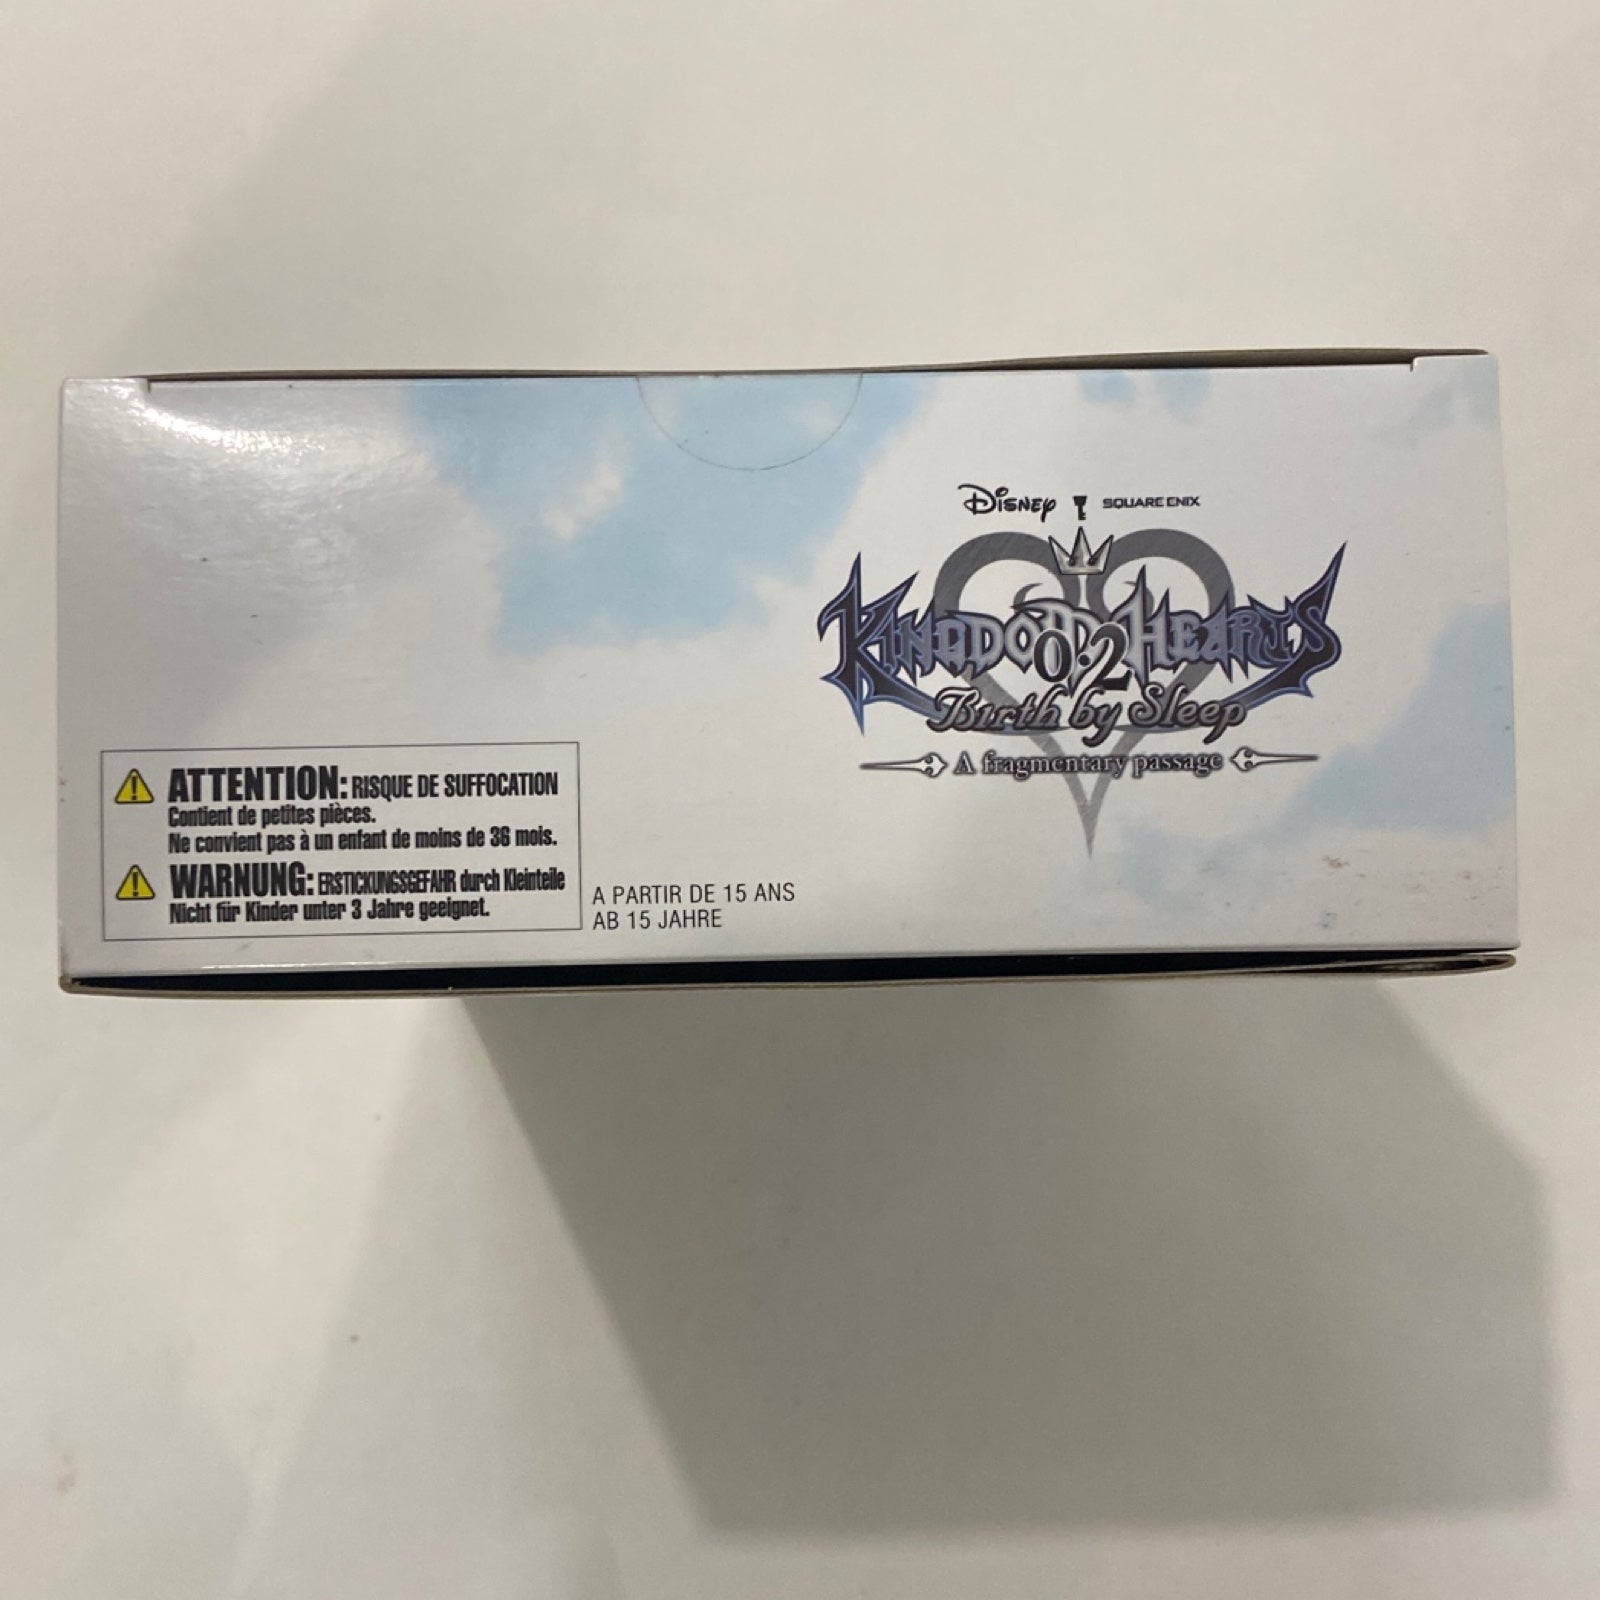 Disney SQUARE ENIX
KINGDOM HEARTS
0.2
Birth by Sleep
A fragmentary passage
ATTENTION: RISQUE DE SUFFOCATION
Contient de petites pièces.
Ne convient pas à un enfant de moins de 36 mois.
WARNUNG: ERSTICKUNGSGEFAHR durch Kleinteile
Nicht für Kinder unter 3 Jahre geeignet.
A PARTIR DE 15 ANS
AB 15 JAHRE